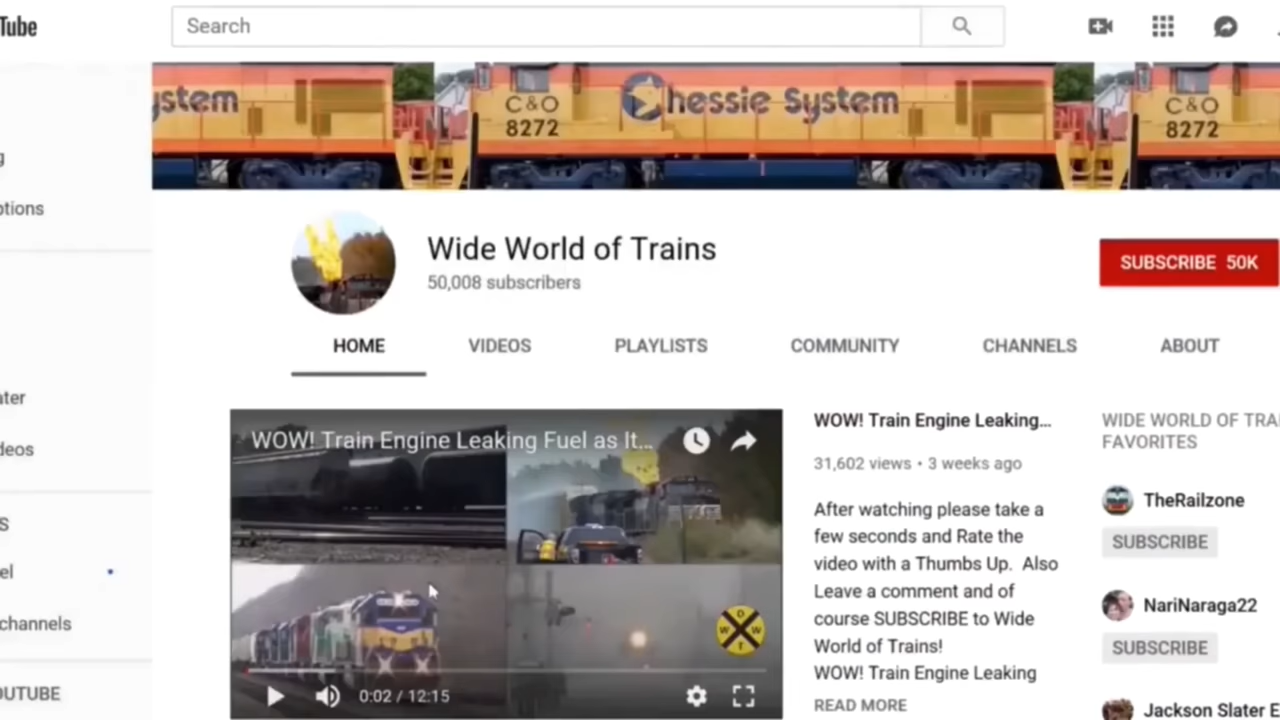 Tube
Search
ystem
C&O
8272
Chessie System
C&O
8272
Wide World of Trains
50,008 subscribers
SUBSCRIBE 50K
HOME
VIDEOS
PLAYLISTS
COMMUNITY
CHANNELS
ABOUT
g
ptions
ater
deos
S
el
channels
OUTUBE
WOW! Train Engine Leaking Fuel as It...
0:02 / 12:15
WOW! Train Engine Leaking...
31,602 views • 3 weeks ago
After watching please take a
few seconds and Rate the
video with a Thumbs Up. Also
Leave a comment and of
course SUBSCRIBE to Wide
World of Trains!
WOW! Train Engine Leaking
READ MORE
WIDE WORLD OF TRA
FAVORITES
TheRailzone
SUBSCRIBE
NariNaraga22
SUBSCRIBE
Jackson Slater E